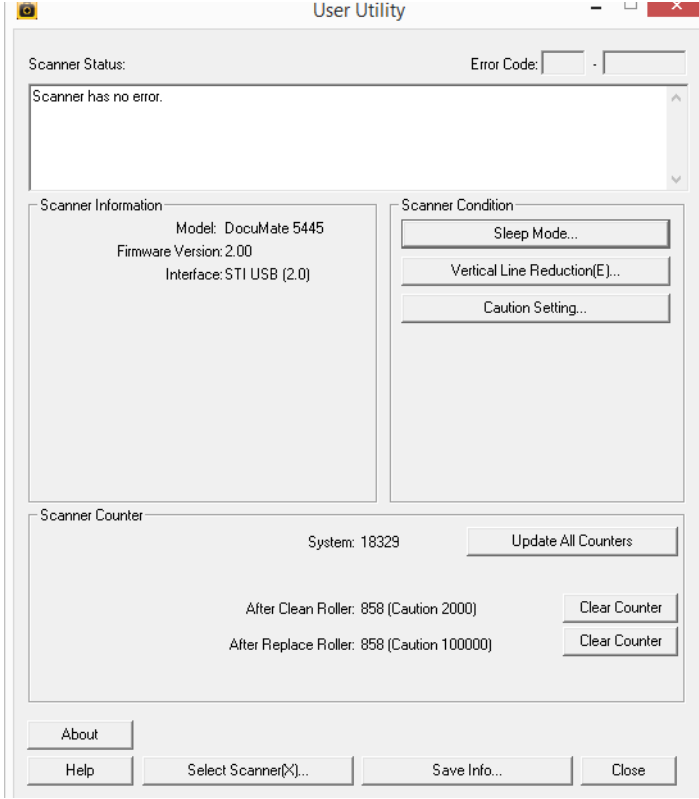 User Utility
Scanner Status:
Error Code: -
Scanner has no error.
Scanner Information
Model: DocuMate 5445
Firmware Version: 2.00
Interface: STI USB (2.0)
Scanner Condition
Sleep Mode...
Vertical Line Reduction(E)...
Caution Setting...
Scanner Counter
System: 18329
Update All Counters
After Clean Roller: 858 (Caution 2000)
Clear Counter
After Replace Roller: 858 (Caution 100000)
Clear Counter
About
Help
Select Scanner(X)...
Save Info...
Close